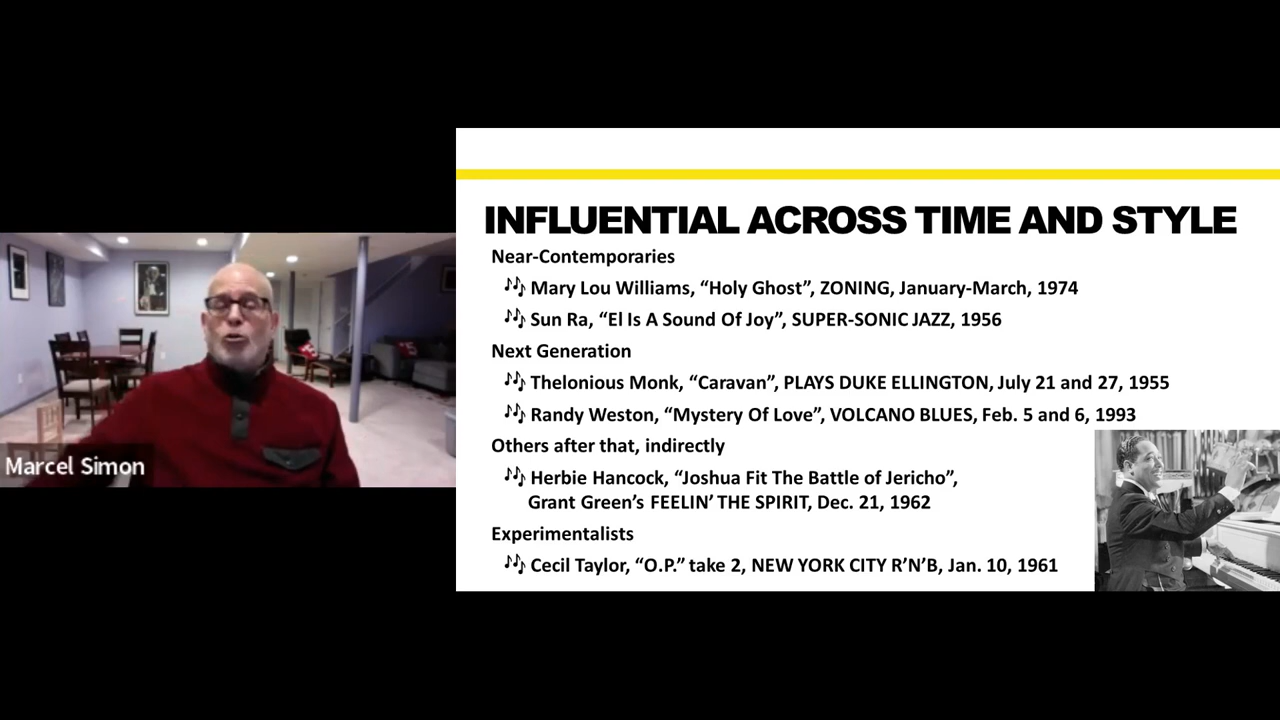 INFLUENTIAL ACROSS TIME AND STYLE
Near-Contemporaries
Mary Lou Williams, “Holy Ghost”, ZONING, January-March, 1974
Sun Ra, “El Is A Sound Of Joy”, SUPER-SONIC JAZZ, 1956
Next Generation
Thelonious Monk, “Caravan”, PLAYS DUKE ELLINGTON, July 21 and 27, 1955
Randy Weston, “Mystery Of Love”, VOLCANO BLUES, Feb. 5 and 6, 1993
Others after that, indirectly
Herbie Hancock, “Joshua Fit The Battle of Jericho”,
Grant Green’s FEELIN’ THE SPIRIT, Dec. 21, 1962
Experimentalists
Cecil Taylor, “O.P.” take 2, NEW YORK CITY R’N’B, Jan. 10, 1961
Marcel Simon